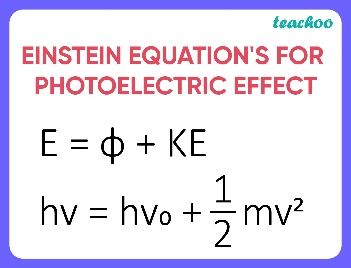 teachoo
EINSTEIN EQUATION'S FOR
PHOTOELECTRIC EFFECT
E = ϕ + KE
hv = hv₀ + 1/2 mv²